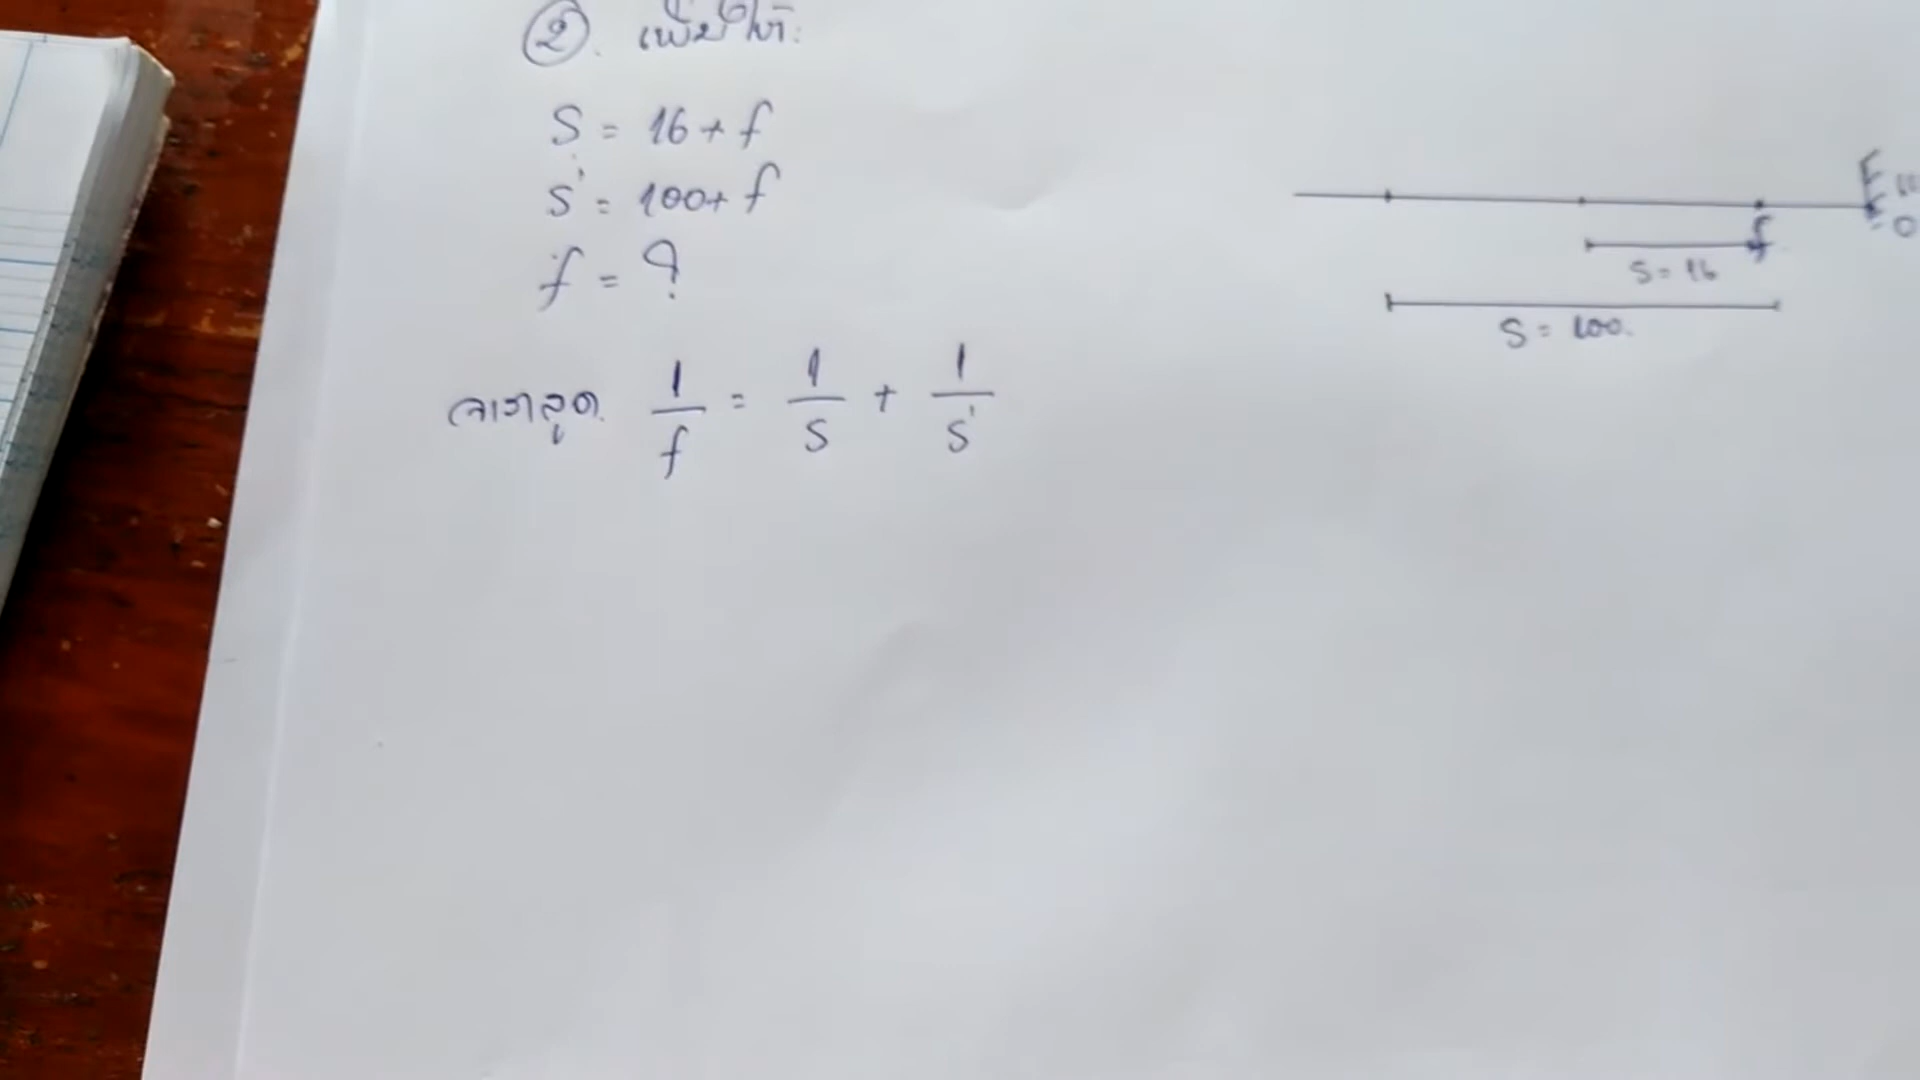 ②. ເພີ່ນໃຫ້:
S = 16 + f
S' = 100 + f
f = ?
ຈາກສູດ 1/f = 1/S + 1/S'
f
S = 16
S = 100.